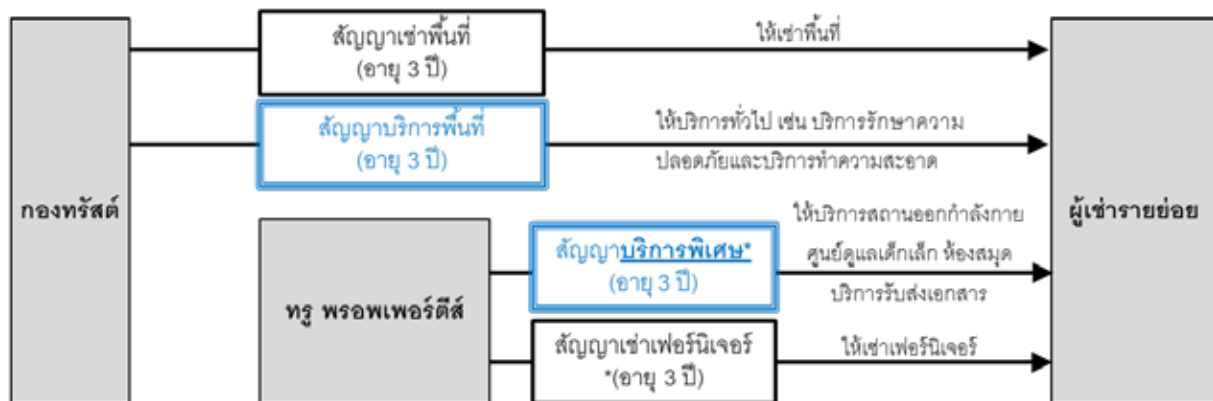 สัญญาเช่าพื้นที่
(อายุ 3 ปี)
ให้เช่าพื้นที่
สัญญาบริการพื้นที่
(อายุ 3 ปี)
ให้บริการทั่วไป เช่น บริการรักษาความ
ปลอดภัยและบริการทำความสะอาด
กองทรัสต์
ผู้เช่ารายย่อย
ทรู พรอพเพอร์ตีส์
สัญญาบริการพิเศษ*
(อายุ 3 ปี)
ให้บริการสถานออกกำลังกาย
ศูนย์ดูแลเด็กเล็ก ห้องสมุด
บริการรับส่งเอกสาร
สัญญาเช่าเฟอร์นิเจอร์
*(อายุ 3 ปี)
ให้เช่าเฟอร์นิเจอร์